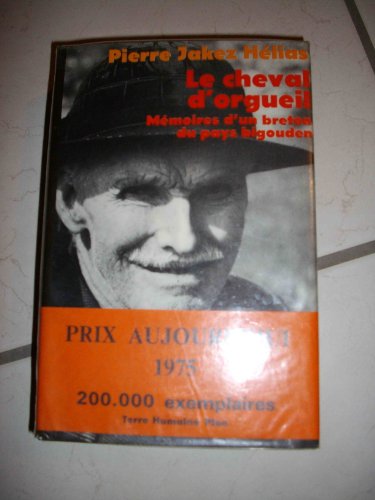 Pierre Jakez Hélias
Le cheval
d'orgueil
Mémoires d'un breton
du pays bigouden
PRIX
1975
200.000 exemplaires
Terre Humaine Plon